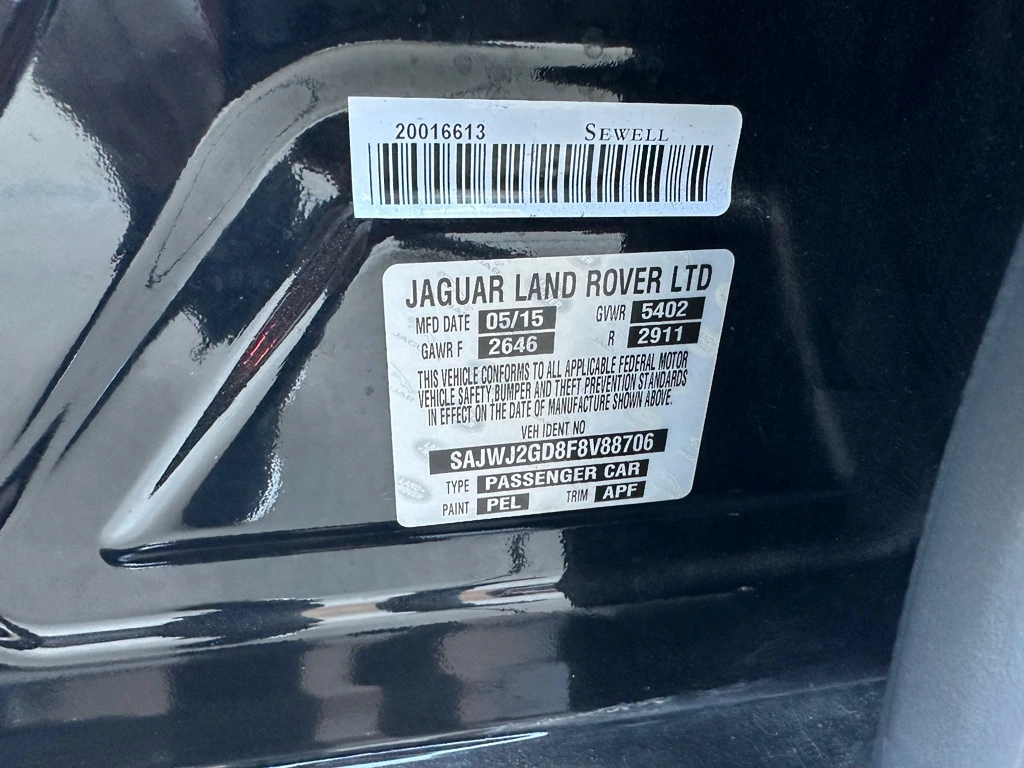 20016613 SEWELL
JAGUAR LAND ROVER LTD
MFD DATE 05/15 GVWR 5402
GAWR F 2646 R 2911
THIS VEHICLE CONFORMS TO ALL APPLICABLE FEDERAL MOTOR
VEHICLE SAFETY,BUMPER AND THEFT PREVENTION STANDARDS
IN EFFECT ON THE DATE OF MANUFACTURE SHOWN ABOVE.
VEH IDENT NO
SAJWJ2GD8F8V88706
TYPE PASSENGER CAR
PAINT PEL TRIM APF